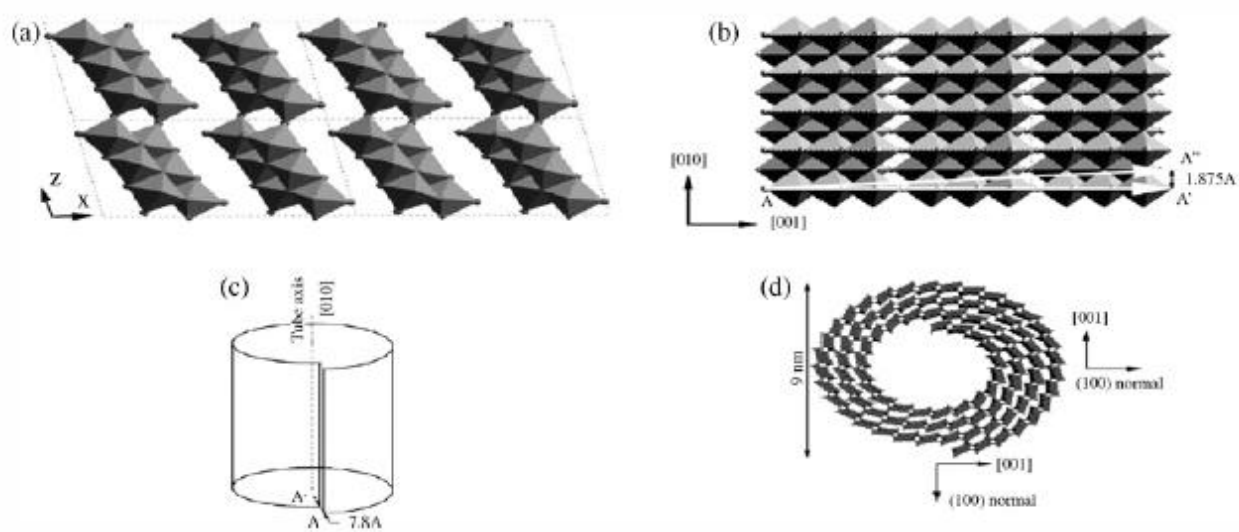 (a)
Z
X
(b)
[010]
[001]
A
A''
1.875A
A'
(c)
Tube axis
[010]
A'
A
7.8A
(d)
9 nm
[001]
(100) normal
[001]
(100) normal